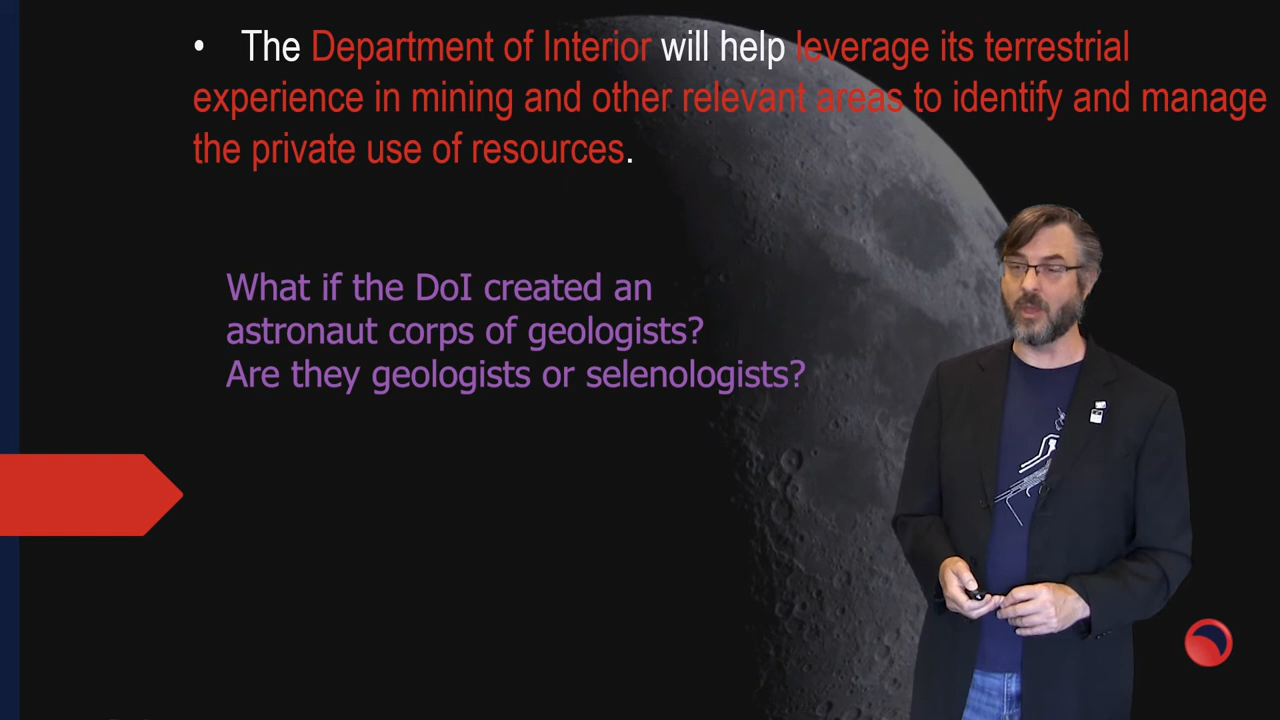 • The Department of Interior will help leverage its terrestrial
experience in mining and other relevant areas to identify and manage
the private use of resources.
What if the DoI created an
astronaut corps of geologists?
Are they geologists or selenologists?